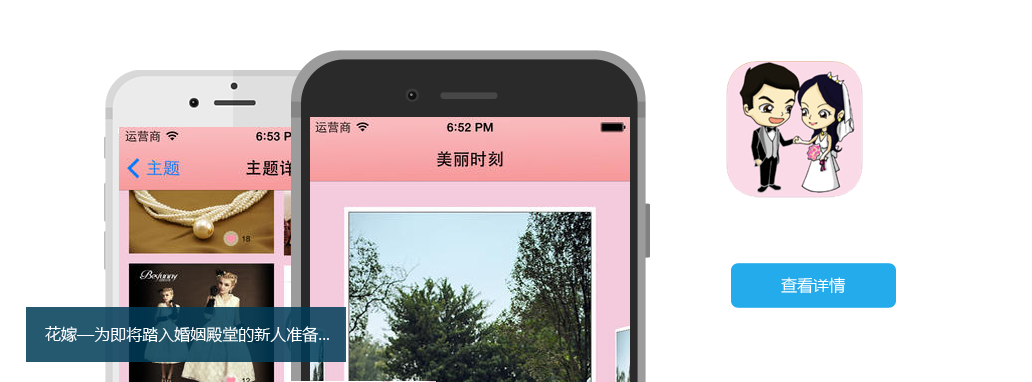 运营商 6:53 P
主题 主题详
18
Besunny
12
运营商 6:52 PM
美丽时刻
花嫁—为即将踏入婚姻殿堂的新人准备...
查看详情